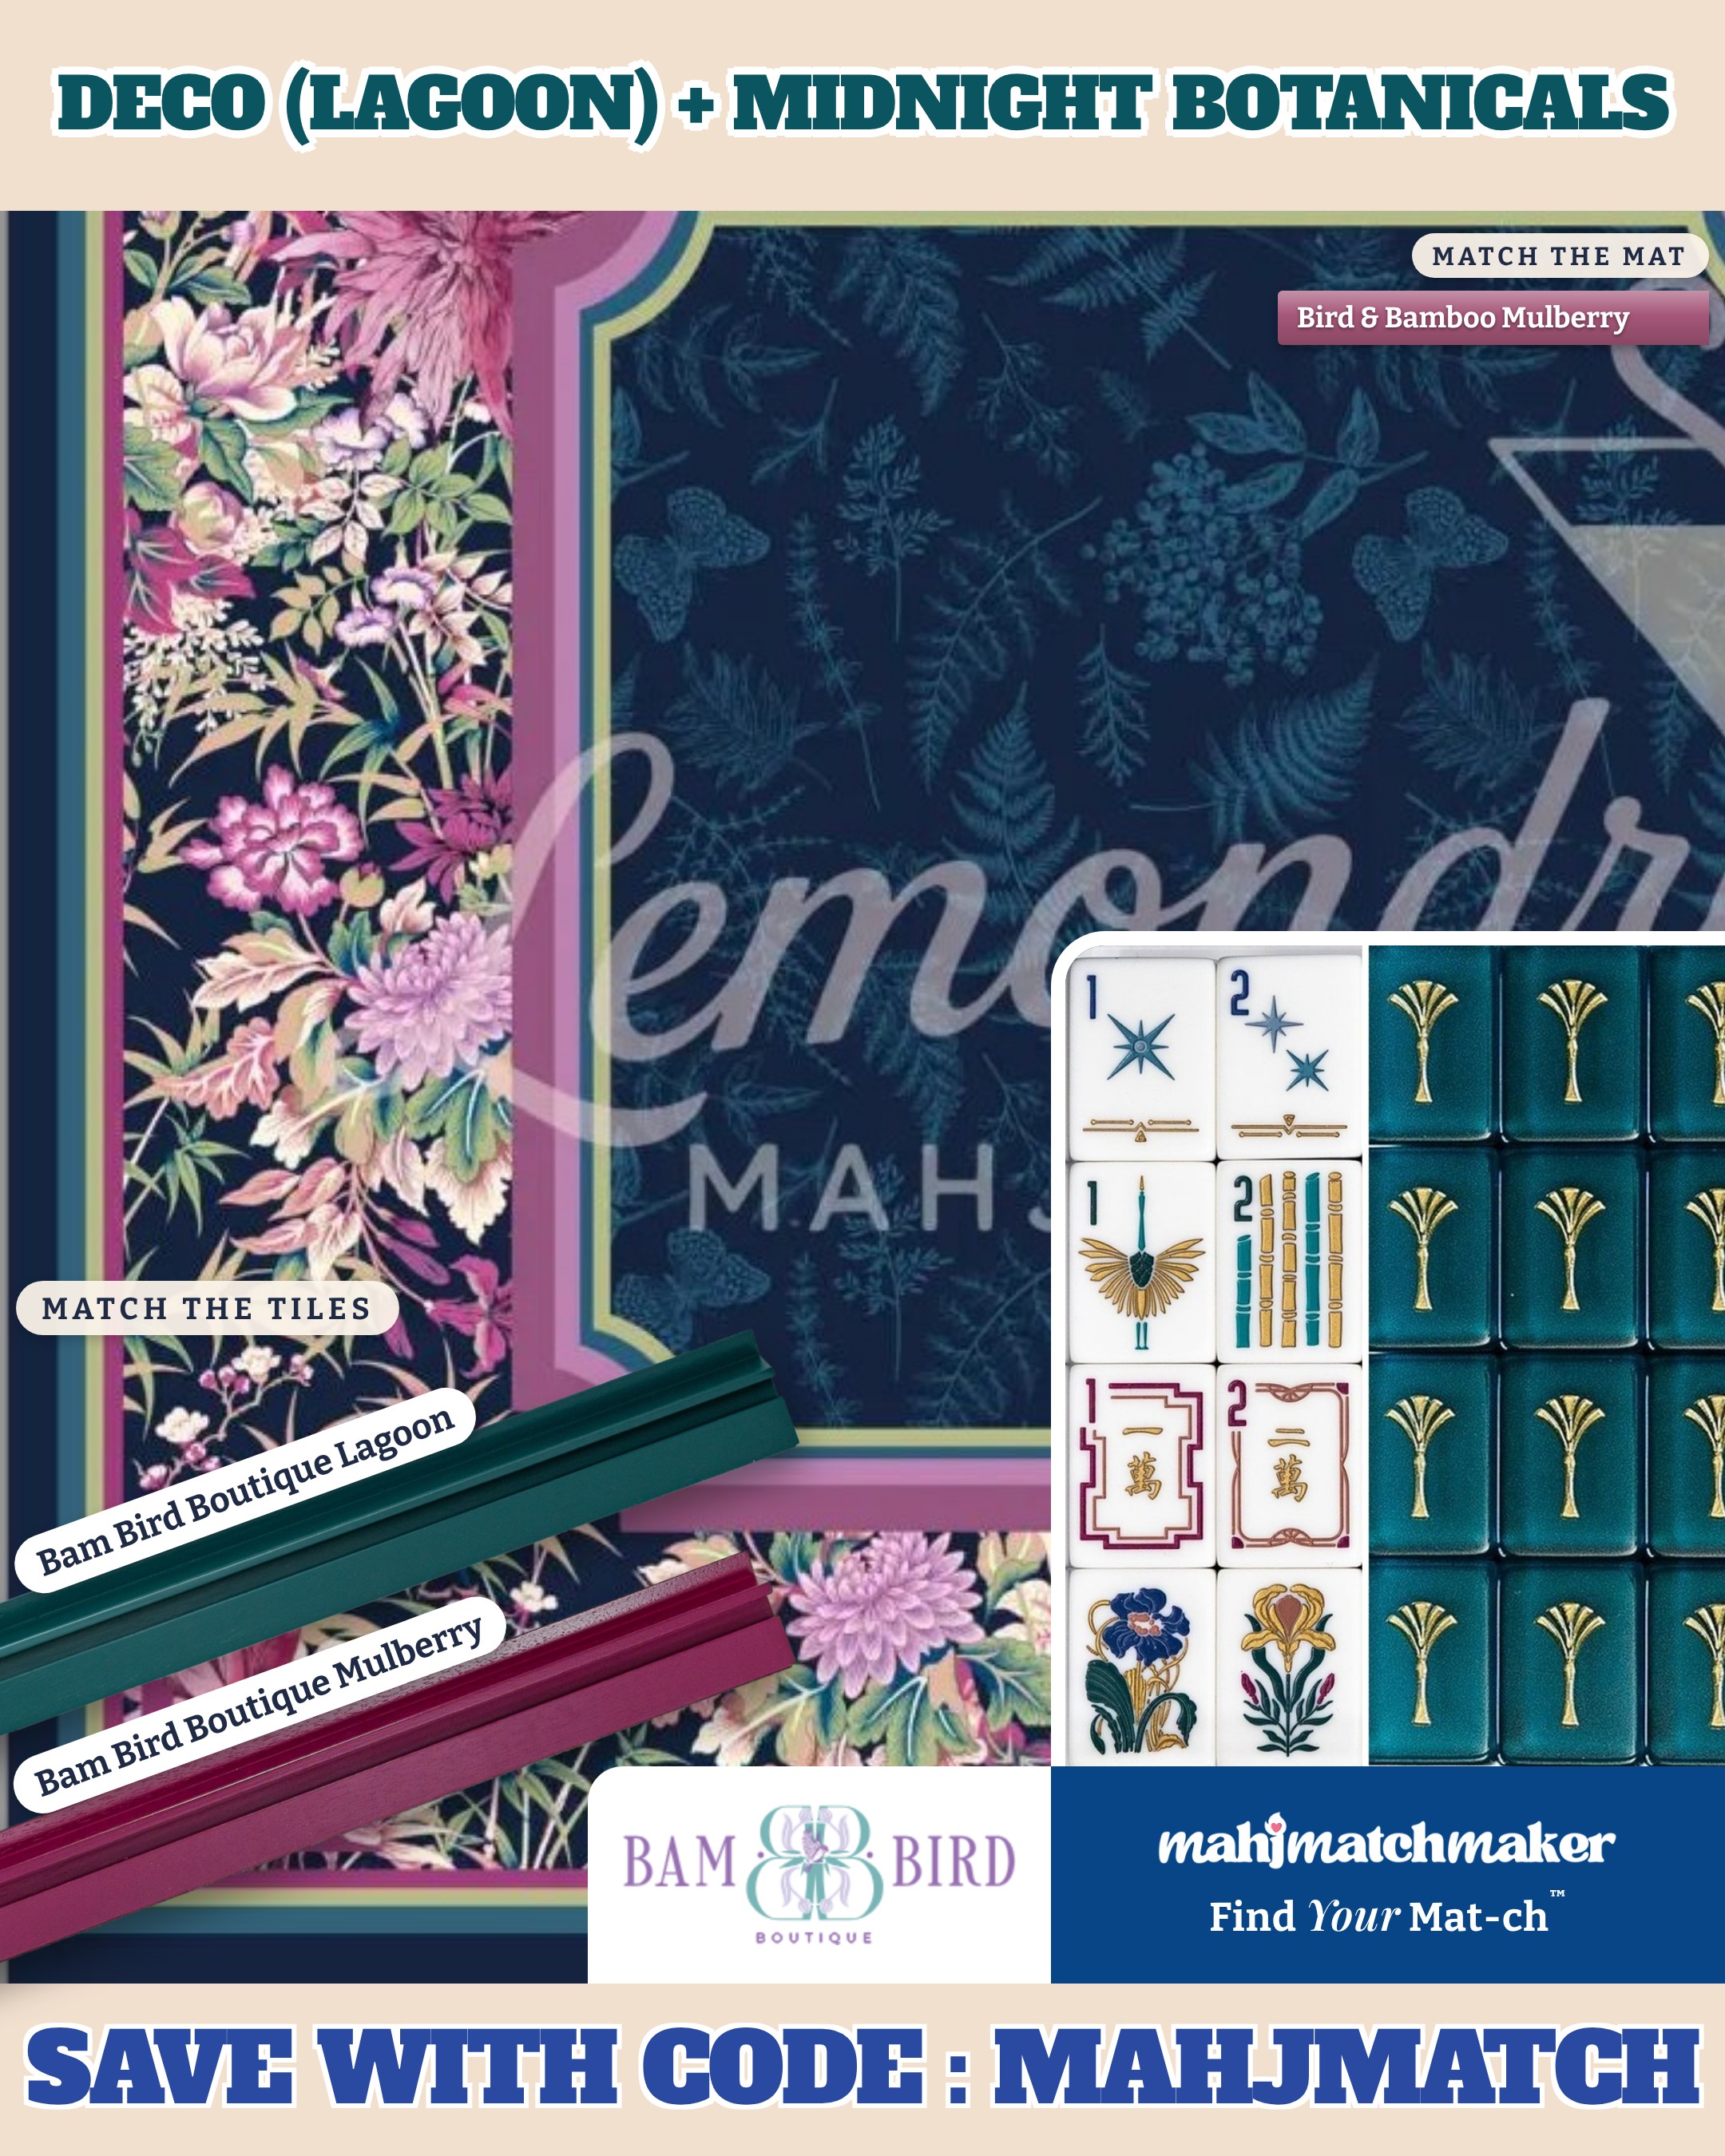 DECO (LAGOON) + MIDNIGHT BOTANICALS
MATCH THE MAT
Bird & Bamboo Mulberry
Lemondr
MAHJ
1
2
1
2
MATCH THE TILES
1
一
萬
2
二
萬
Bam Bird Boutique Lagoon
Bam Bird Boutique Mulberry
BAM BIRD
BOUTIQUE
mahjmatchmaker
Find Your Mat-ch™
SAVE WITH CODE : MAHJMATCH